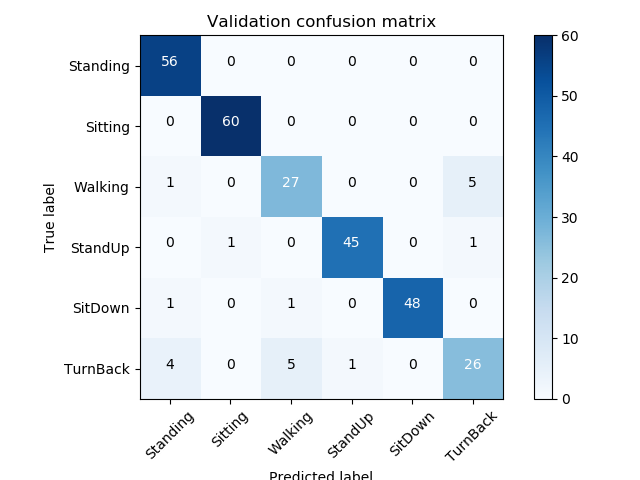 Validation confusion matrix
Standing 56 0 0 0 0 0
Sitting 0 60 0 0 0 0
Walking 1 0 27 0 0 5
StandUp 0 1 0 45 0 1
SitDown 1 0 1 0 48 0
TurnBack 4 0 5 1 0 26
Standing Sitting Walking StandUp SitDown TurnBack
True label
Predicted label
60
50
40
30
20
10
0